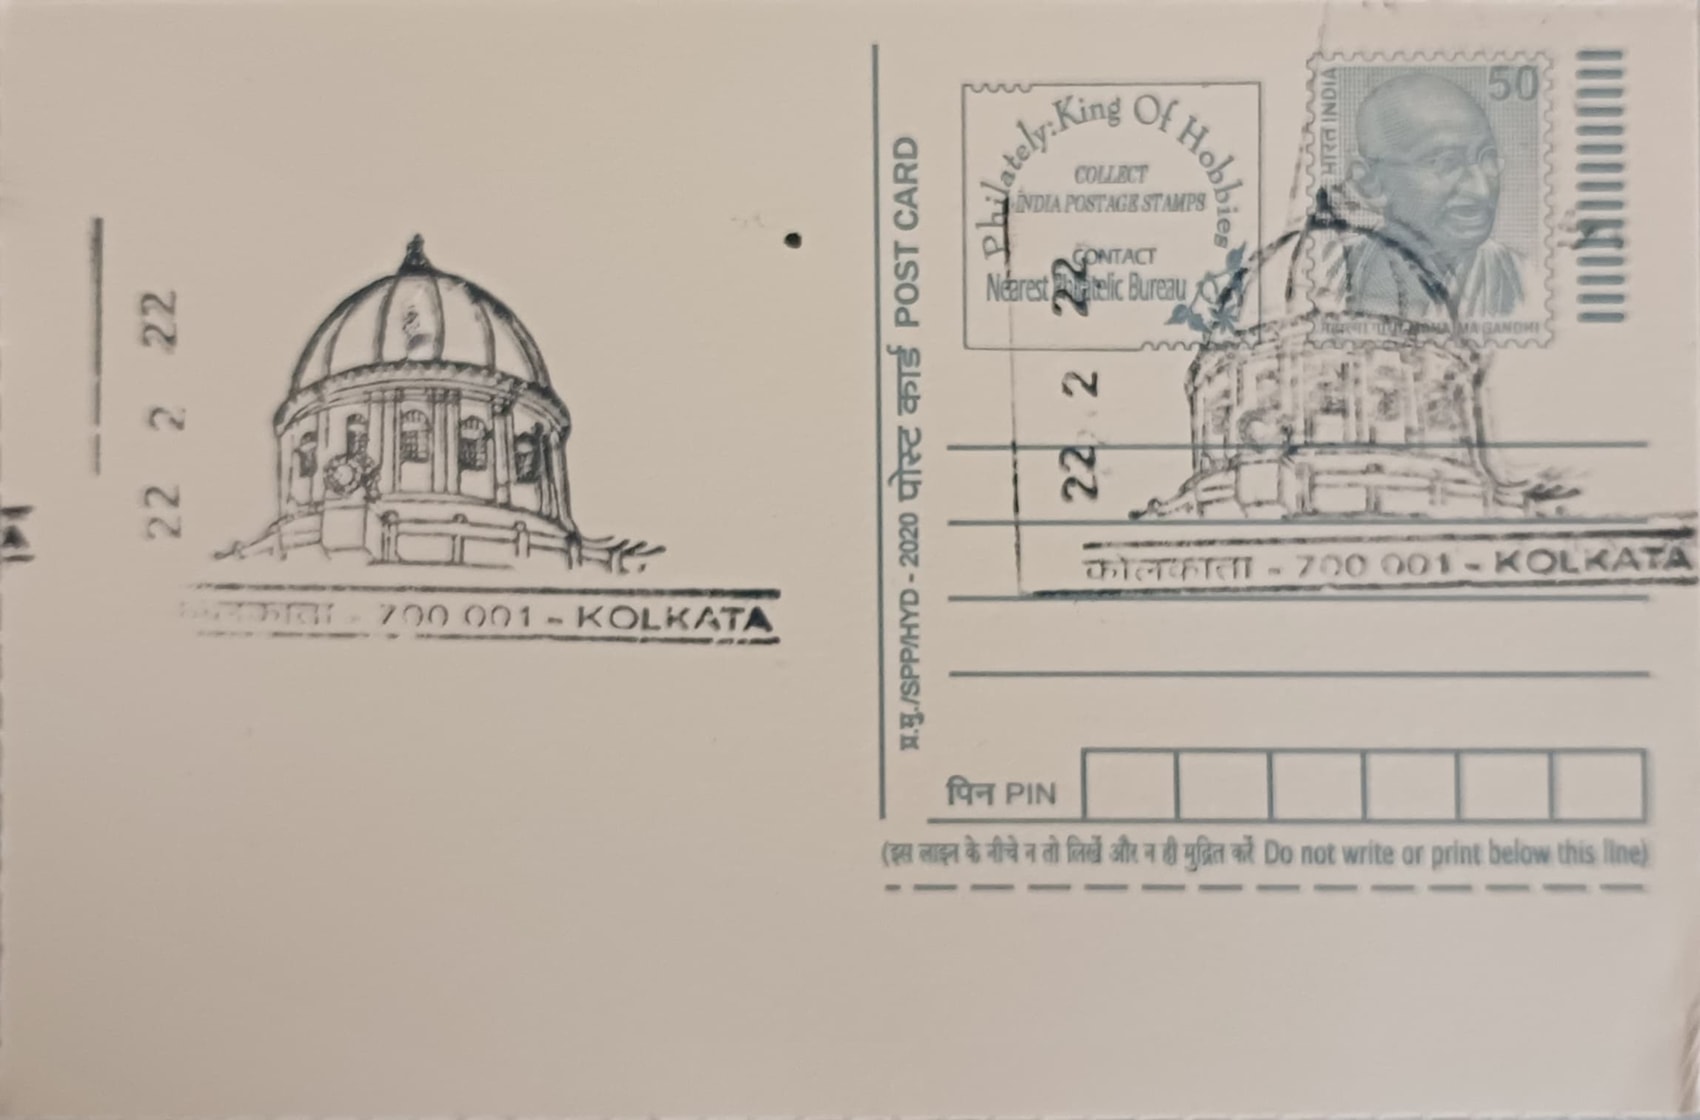 22 2 22
- 700 001 - KOLKATA
प्र.मु./SPP/HYD - 2020 पोस्ट कार्ड POST CARD
Philately:King Of Hobbies
COLLECT
INDIA POSTAGE STAMPS
CONTACT
Nearest Philatelic Bureau
भारत INDIA
50
महात्मा गांधी MAHATMA GANDHI
22 2 22
कोलकाता - 700 001 - KOLKATA
पिन PIN
(इस लाइन के नीचे न तो लिखें और न ही मुद्रित करें Do not write or print below this line)